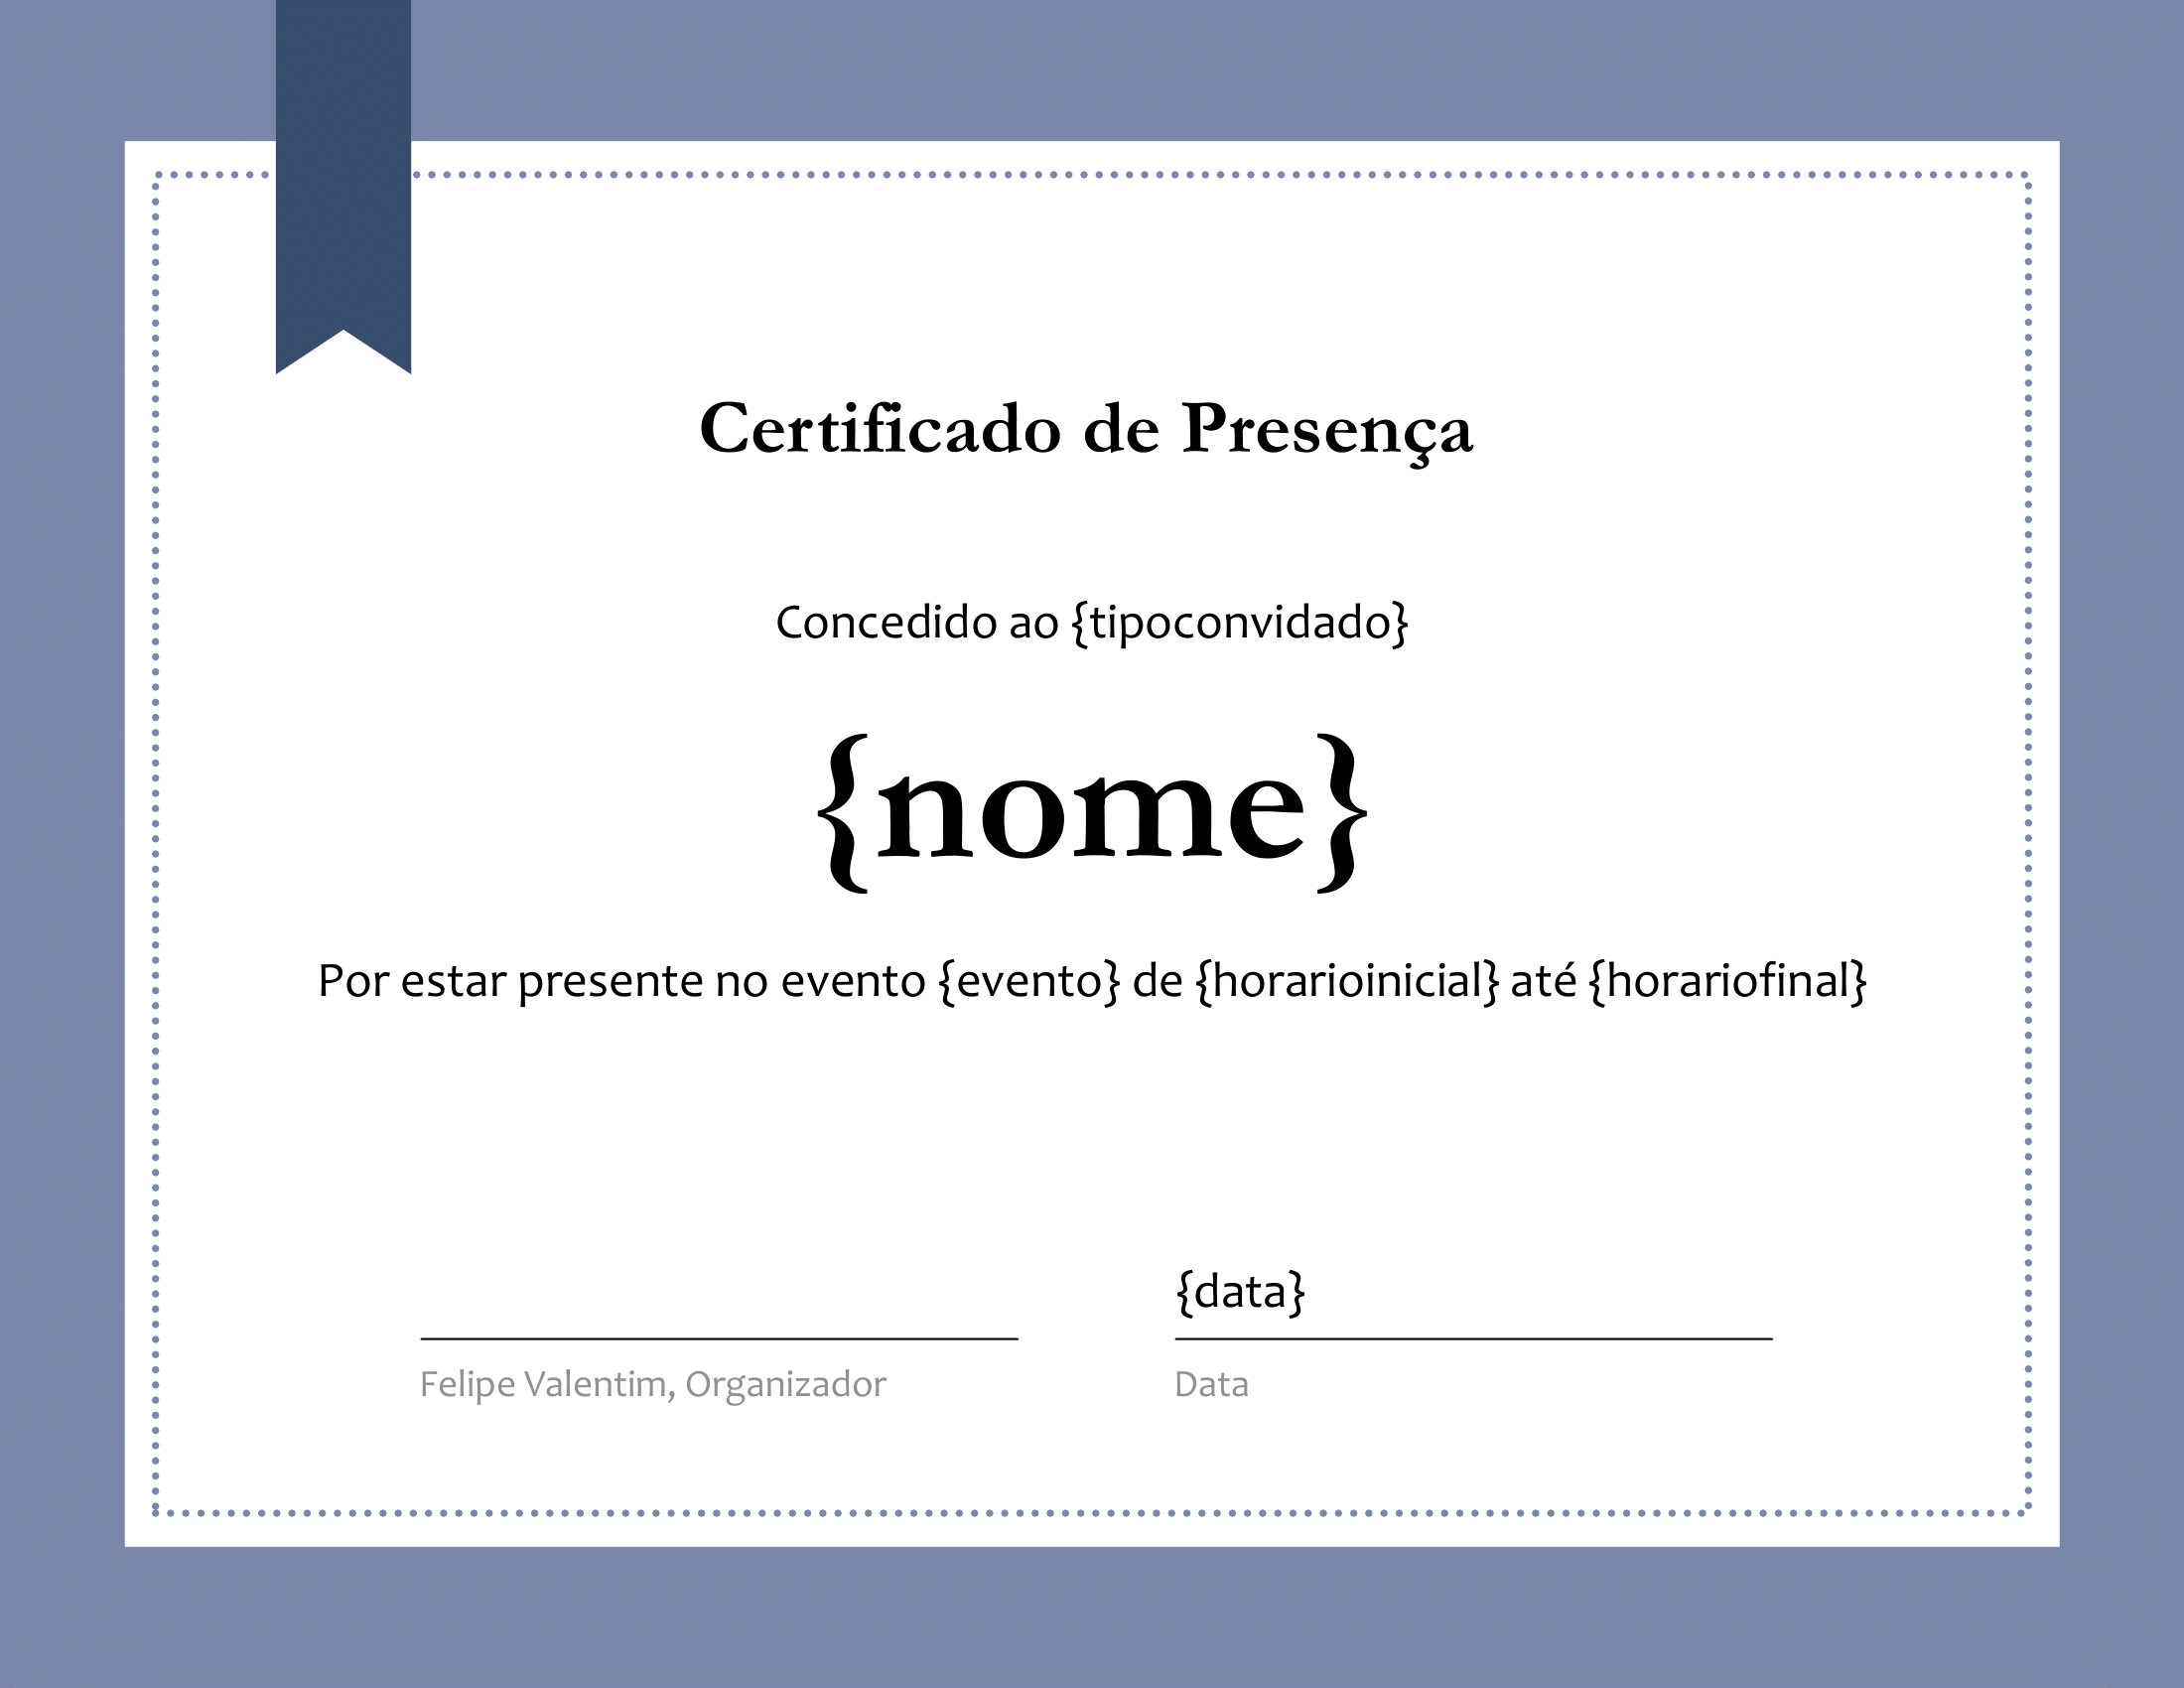 Certificado de Presença
Concedido ao {tipoconvidado}
{nome}
Por estar presente no evento {evento} de {horarioinicial} até {horariofinal}
{data}
Felipe Valentim, Organizador
Data